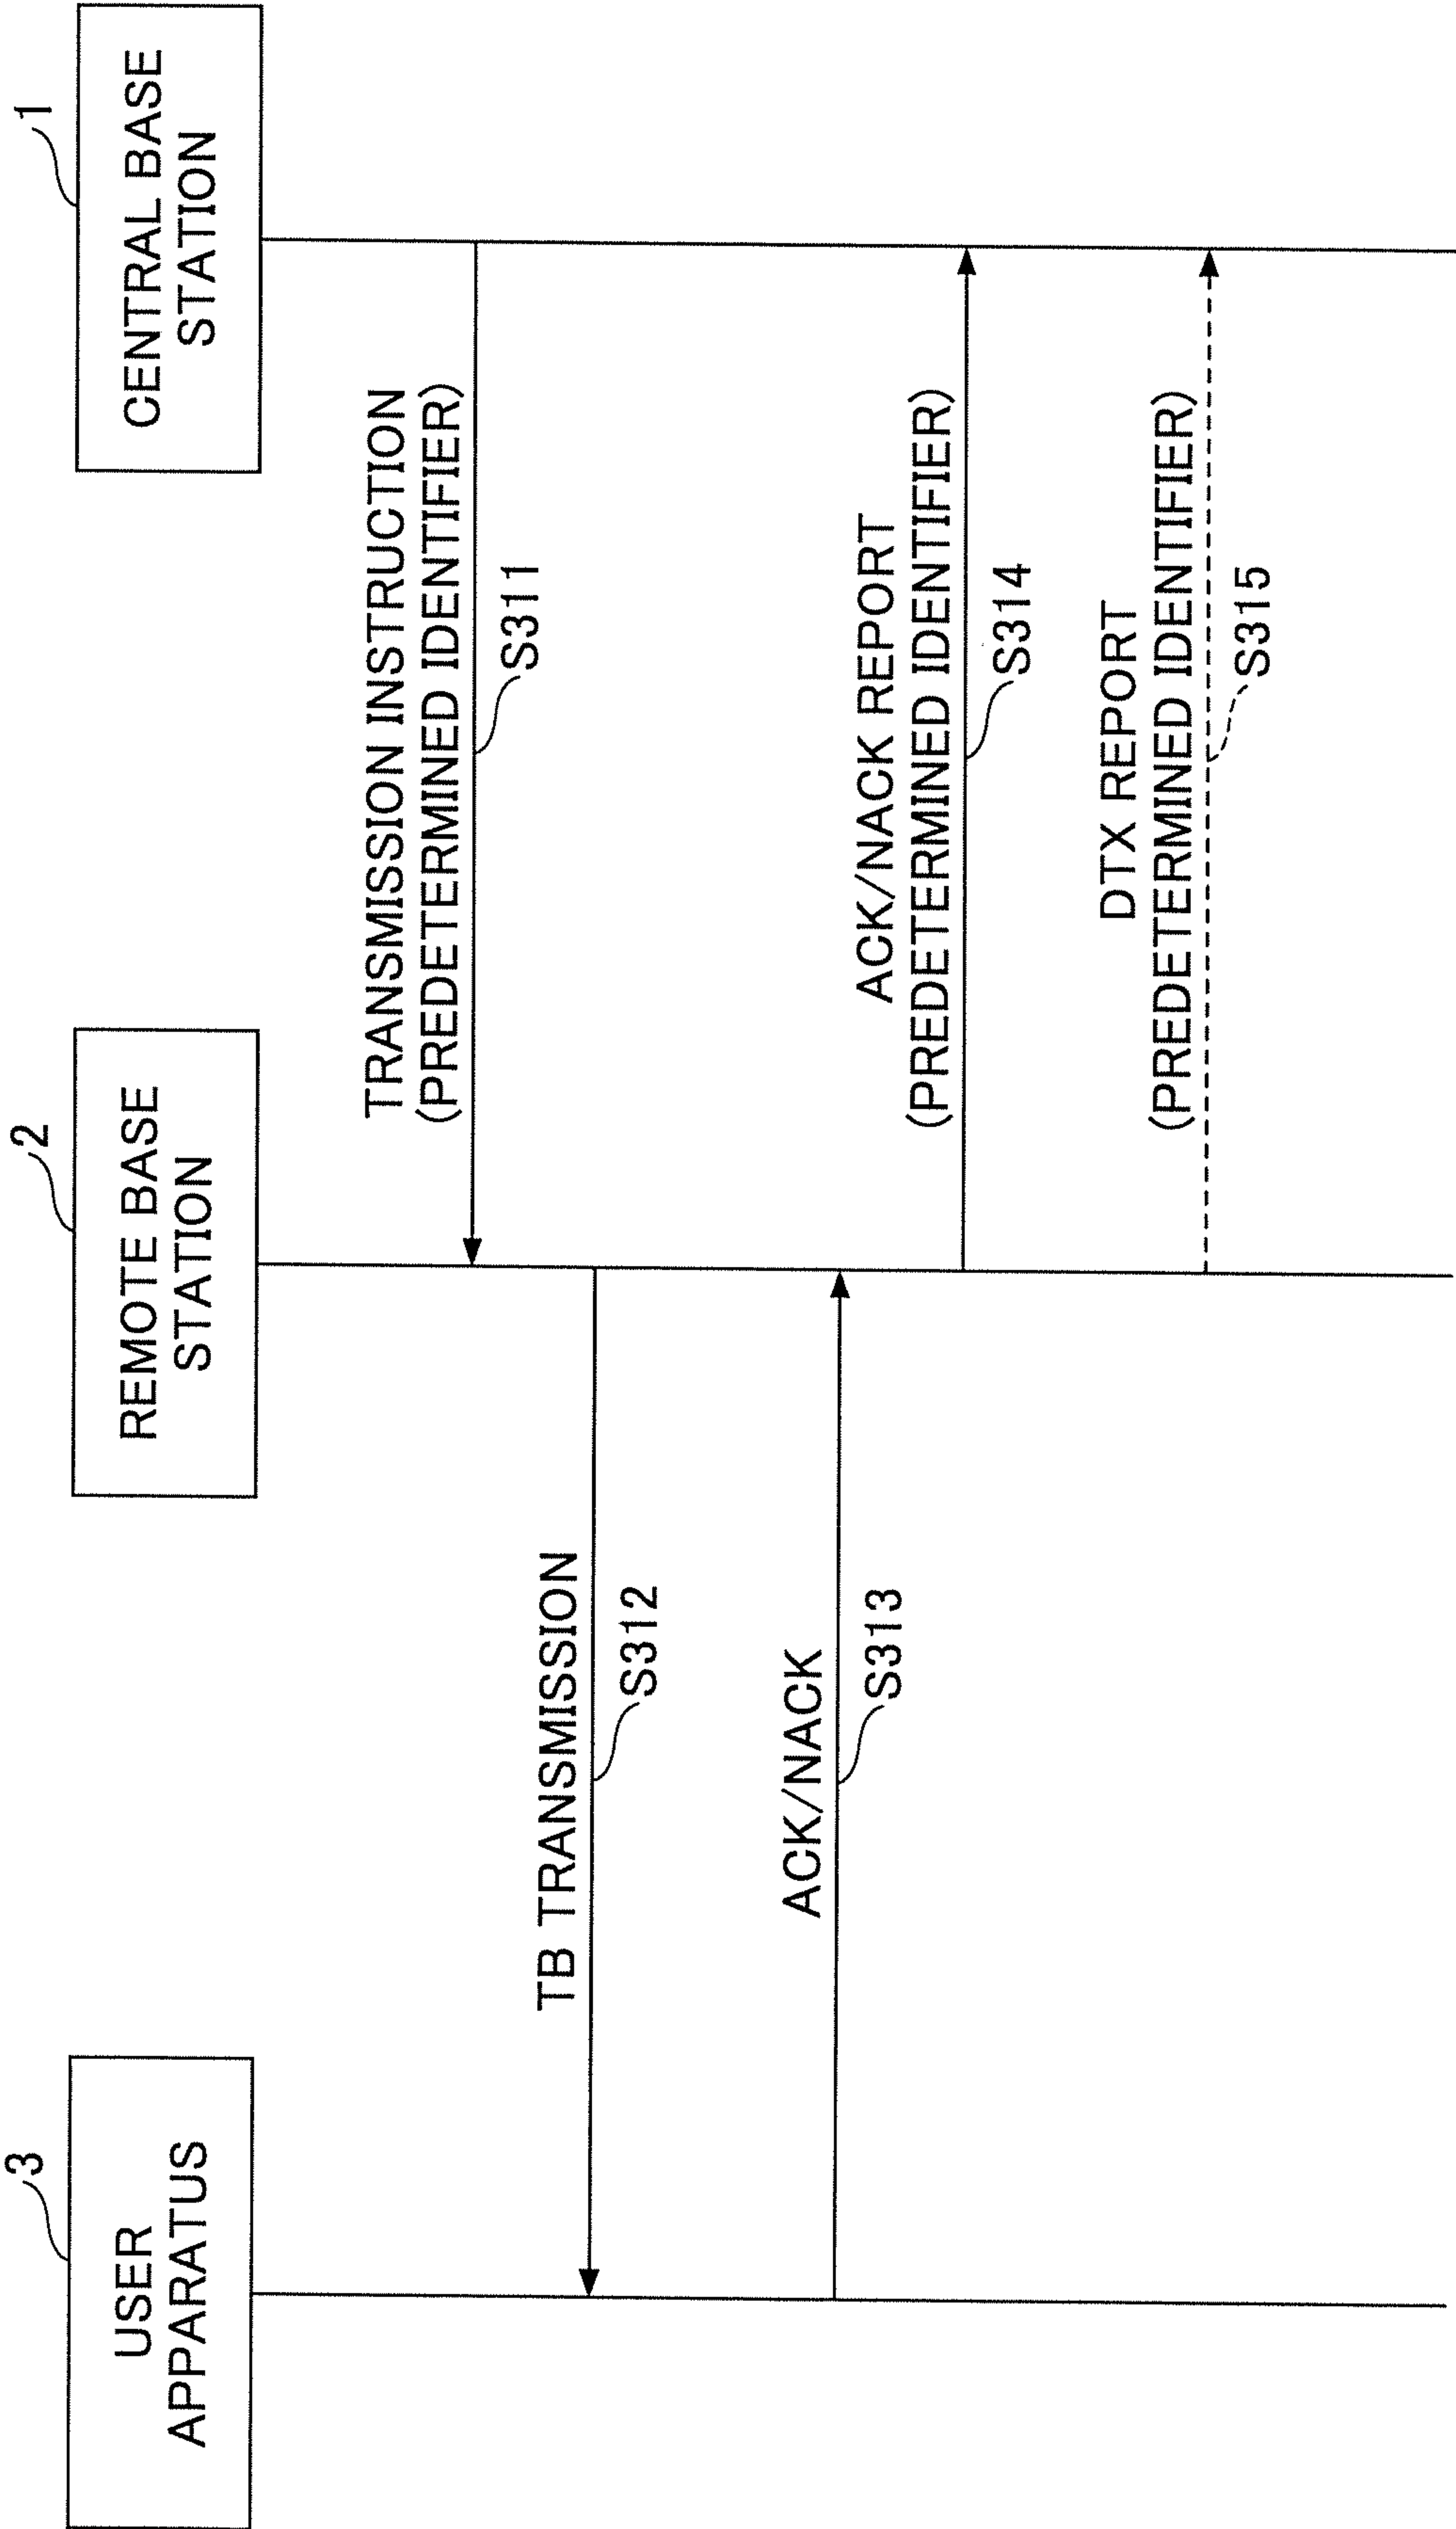 3
USER
APPARATUS
2
REMOTE BASE
STATION
1
CENTRAL BASE
STATION
TRANSMISSION INSTRUCTION
(PREDETERMINED IDENTIFIER)
S311
TB TRANSMISSION
S312
ACK/NACK
S313
ACK/NACK REPORT
(PREDETERMINED IDENTIFIER)
S314
DTX REPORT
(PREDETERMINED IDENTIFIER)
S315